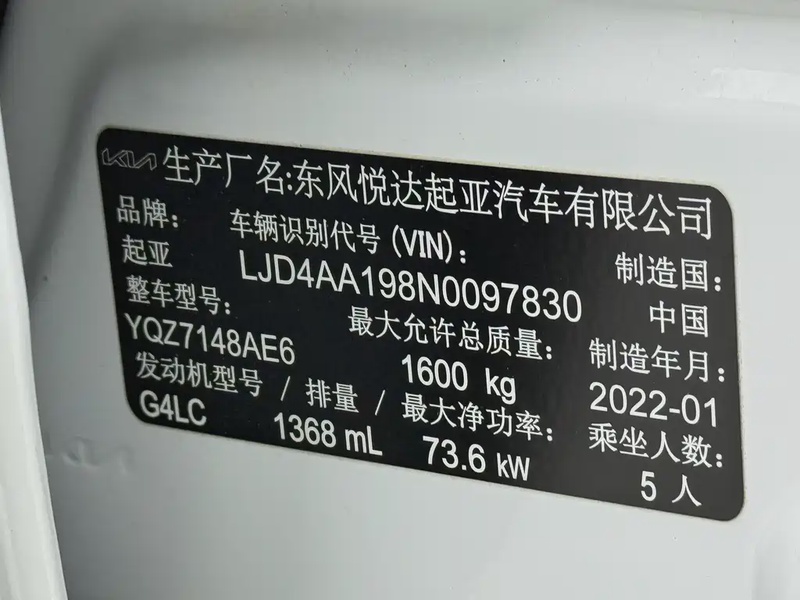 KIA 生产厂名:东风悦达起亚汽车有限公司
品牌: 车辆识别代号(VIN): 制造国:
起亚 LJD4AA198N0097830 中国
整车型号: 最大允许总质量: 制造年月:
YQZ7148AE6 1600 kg 2022-01
发动机型号 / 排量 / 最大净功率: 乘坐人数:
G4LC 1368 mL 73.6 kW 5 人